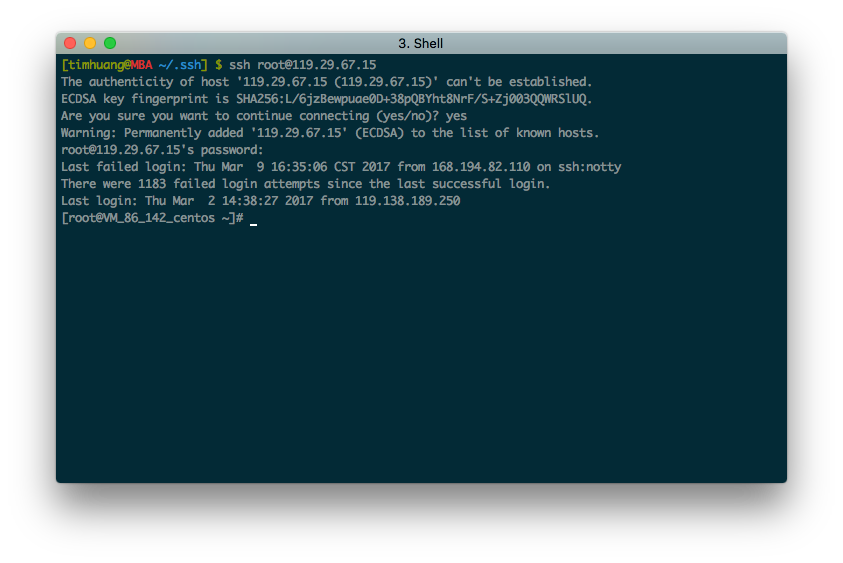 3. Shell
[timhuang@MBA ~/.ssh] $ ssh root@119.29.67.15
The authenticity of host '119.29.67.15 (119.29.67.15)' can't be established.
ECDSA key fingerprint is SHA256:L/6jzBewpuae0D+38pQBYht8NrF/S+Zj003QQWRSlUQ.
Are you sure you want to continue connecting (yes/no)? yes
Warning: Permanently added '119.29.67.15' (ECDSA) to the list of known hosts.
root@119.29.67.15's password:
Last failed login: Thu Mar  9 16:35:06 CST 2017 from 168.194.82.110 on ssh:notty
There were 1183 failed login attempts since the last successful login.
Last login: Thu Mar  2 14:38:27 2017 from 119.138.189.250
[root@VM_86_142_centos ~]#